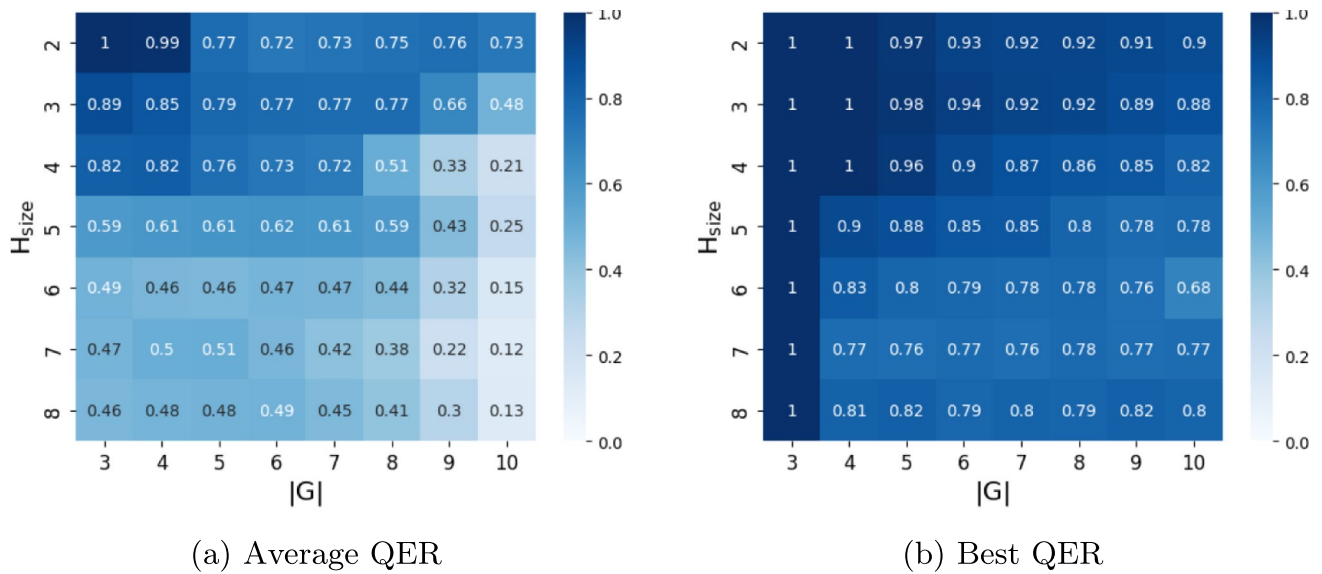 1.0
2 1 0.99 0.77 0.72 0.73 0.75 0.76 0.73
3 0.89 0.85 0.79 0.77 0.77 0.77 0.66 0.48
0.8
4 0.82 0.82 0.76 0.73 0.72 0.51 0.33 0.21
0.6
Hsize
5 0.59 0.61 0.61 0.62 0.61 0.59 0.43 0.25
0.4
6 0.49 0.46 0.46 0.47 0.47 0.44 0.32 0.15
7 0.47 0.5 0.51 0.46 0.42 0.38 0.22 0.12
0.2
8 0.46 0.48 0.48 0.49 0.45 0.41 0.3 0.13
0.0
3 4 5 6 7 8 9 10
|G|
(a) Average QER
1.0
2 1 1 0.97 0.93 0.92 0.92 0.91 0.9
3 1 1 0.98 0.94 0.92 0.92 0.89 0.88
0.8
4 1 1 0.96 0.9 0.87 0.86 0.85 0.82
0.6
Hsize
5 1 0.9 0.88 0.85 0.85 0.8 0.78 0.78
0.4
6 1 0.83 0.8 0.79 0.78 0.78 0.76 0.68
7 1 0.77 0.76 0.77 0.76 0.78 0.77 0.77
0.2
8 1 0.81 0.82 0.79 0.8 0.79 0.82 0.8
0.0
3 4 5 6 7 8 9 10
|G|
(b) Best QER